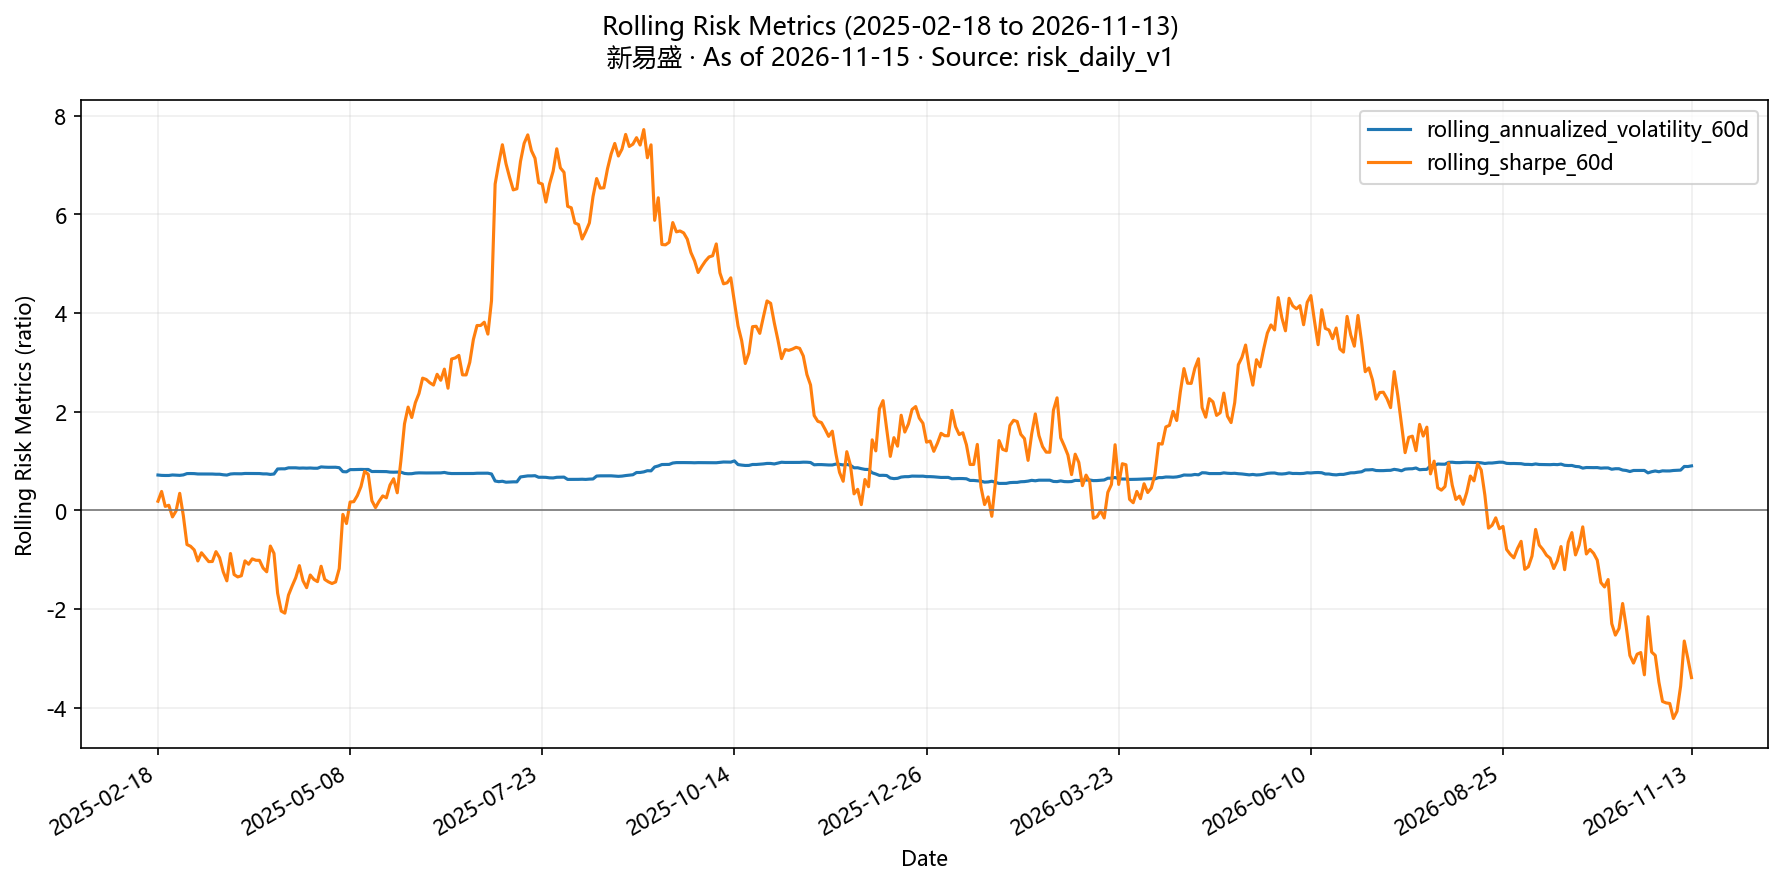 Rolling Risk Metrics (2025-02-18 to 2026-11-13)
新易盛 · As of 2026-11-15 · Source: risk_daily_v1
rolling_annualized_volatility_60d
rolling_sharpe_60d
Rolling Risk Metrics (ratio)
8
6
4
2
0
-2
-4
2025-02-18
2025-05-08
2025-07-23
2025-10-14
2025-12-26
2026-03-23
2026-06-10
2026-08-25
2026-11-13
Date